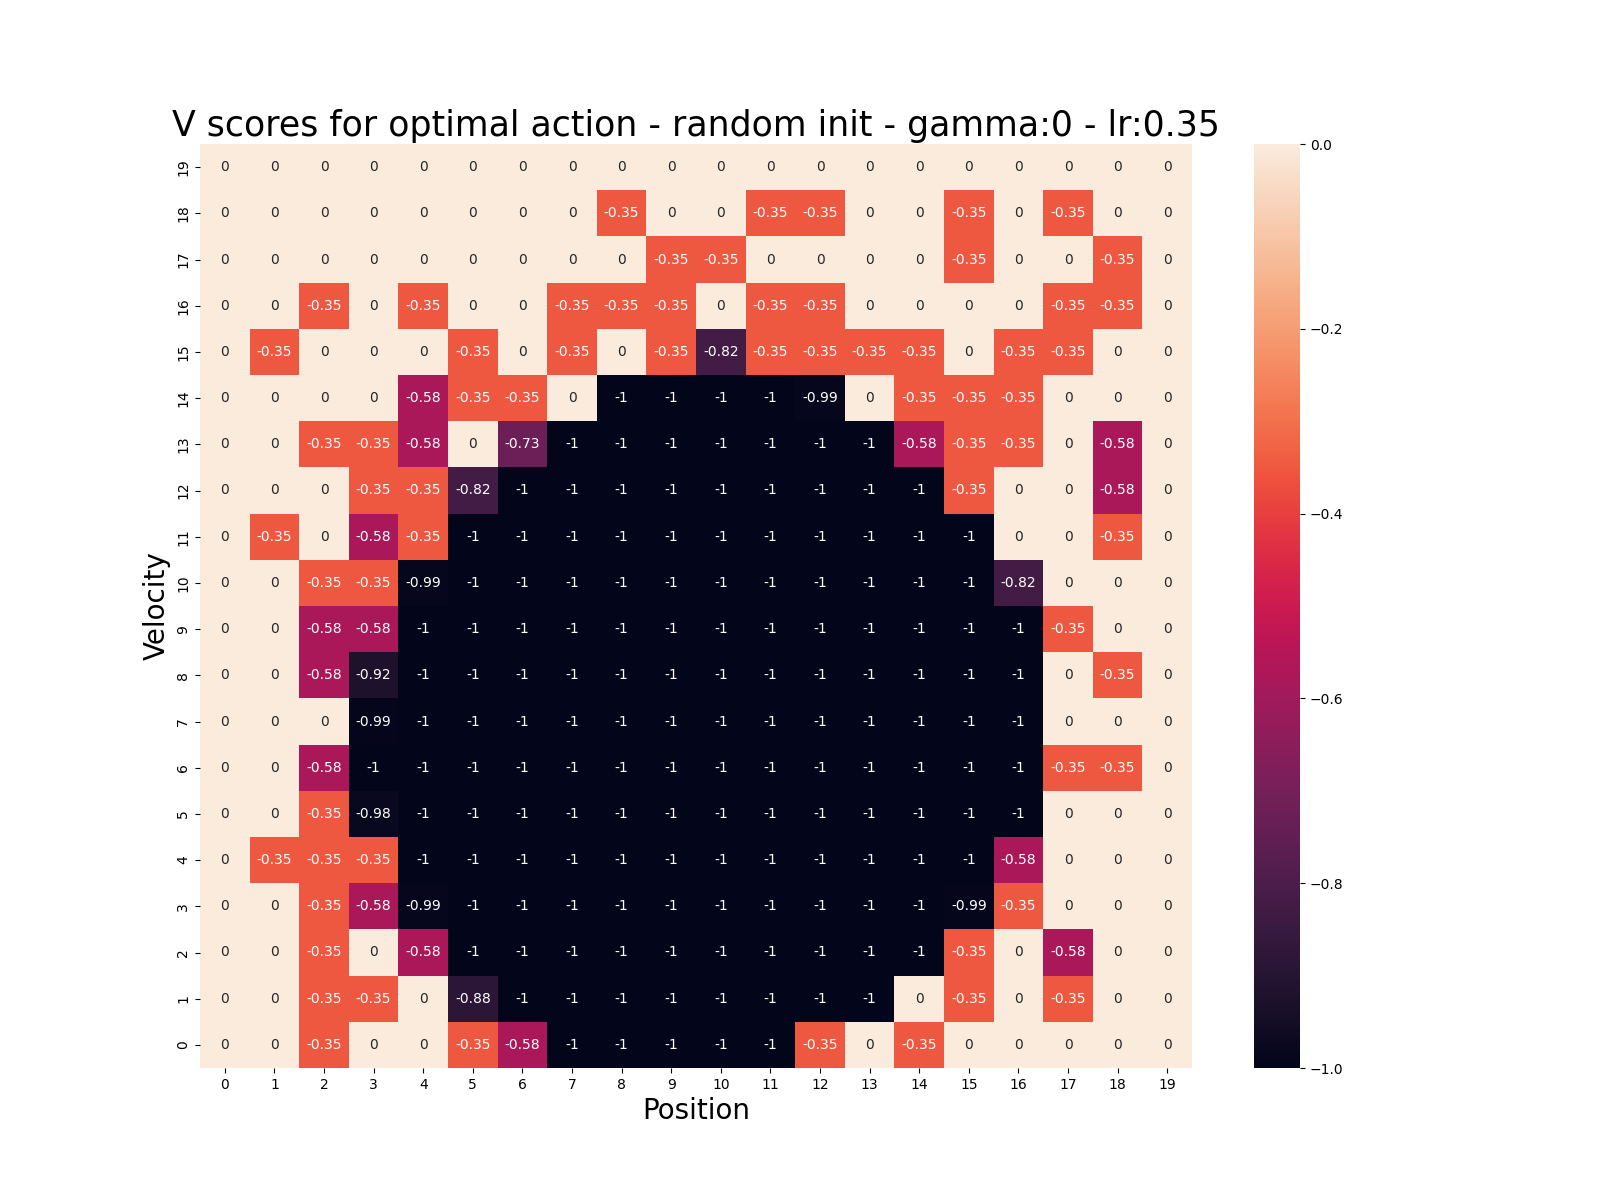 V scores for optimal action - random init - gamma:0 - lr:0.35
19 0 0 0 0 0 0 0 0 0 0 0 0 0 0 0 0 0 0 0 0 0.0
18 0 0 0 0 0 0 0 0 -0.35 0 0 -0.35 -0.35 0 0 -0.35 0 -0.35 0 0
17 0 0 0 0 0 0 0 0 0 -0.35 -0.35 0 0 0 0 -0.35 0 0 -0.35 0
16 0 0 -0.35 0 -0.35 0 0 -0.35 -0.35 -0.35 0 -0.35 -0.35 0 0 0 0 -0.35 -0.35 0
−0.2
15 0 -0.35 0 0 0 -0.35 0 -0.35 0 -0.35 -0.82 -0.35 -0.35 -0.35 -0.35 0 -0.35 -0.35 0 0
14 0 0 0 0 -0.58 -0.35 -0.35 0 -1 -1 -1 -1 -0.99 0 -0.35 -0.35 -0.35 0 0 0
13 0 0 -0.35 -0.35 -0.58 0 -0.73 -1 -1 -1 -1 -1 -1 -1 -0.58 -0.35 -0.35 0 -0.58 0
12 0 0 0 -0.35 -0.35 -0.82 -1 -1 -1 -1 -1 -1 -1 -1 -1 -0.35 0 0 -0.58 0
−0.4
11 0 -0.35 0 -0.58 -0.35 -1 -1 -1 -1 -1 -1 -1 -1 -1 -1 -1 0 0 -0.35 0
10 0 0 -0.35 -0.35 -0.99 -1 -1 -1 -1 -1 -1 -1 -1 -1 -1 -1 -0.82 0 0 0
Velocity
9 0 0 -0.58 -0.58 -1 -1 -1 -1 -1 -1 -1 -1 -1 -1 -1 -1 -1 -0.35 0 0
8 0 0 -0.58 -0.92 -1 -1 -1 -1 -1 -1 -1 -1 -1 -1 -1 -1 -1 0 -0.35 0
−0.6
7 0 0 0 -0.99 -1 -1 -1 -1 -1 -1 -1 -1 -1 -1 -1 -1 -1 0 0 0
6 0 0 -0.58 -1 -1 -1 -1 -1 -1 -1 -1 -1 -1 -1 -1 -1 -1 -0.35 -0.35 0
5 0 0 -0.35 -0.98 -1 -1 -1 -1 -1 -1 -1 -1 -1 -1 -1 -1 -1 0 0 0
4 0 -0.35 -0.35 -0.35 -1 -1 -1 -1 -1 -1 -1 -1 -1 -1 -1 -1 -0.58 0 0 0
−0.8
3 0 0 -0.35 -0.58 -0.99 -1 -1 -1 -1 -1 -1 -1 -1 -1 -1 -0.99 -0.35 0 0 0
2 0 0 -0.35 0 -0.58 -1 -1 -1 -1 -1 -1 -1 -1 -1 -1 -0.35 0 -0.58 0 0
1 0 0 -0.35 -0.35 0 -0.88 -1 -1 -1 -1 -1 -1 -1 -1 0 -0.35 0 -0.35 0 0
0 0 0 -0.35 0 0 -0.35 -0.58 -1 -1 -1 -1 -1 -0.35 0 -0.35 0 0 0 0 0
−1.0
0 1 2 3 4 5 6 7 8 9 10 11 12 13 14 15 16 17 18 19
Position